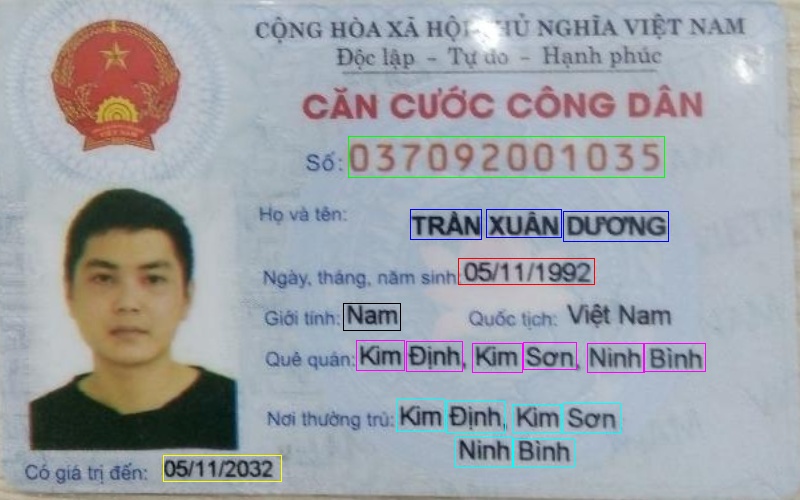 CỘNG HÒA XÃ HỘI CHỦ NGHĨA VIỆT NAM
Độc lập - Tự do - Hạnh phúc
CĂN CƯỚC CÔNG DÂN
Số: 037092001035
Họ và tên: TRẦN XUÂN DƯƠNG
Ngày, tháng, năm sinh: 05/11/1992
Giới tính: Nam Quốc tịch: Việt Nam
Quê quán: Kim Định, Kim Sơn, Ninh Bình
Nơi thường trú: Kim Định, Kim Sơn
Ninh Bình
Có giá trị đến: 05/11/2032